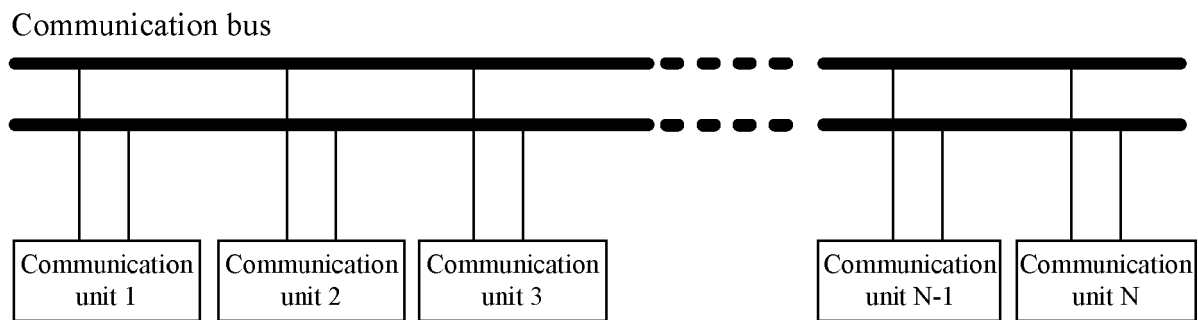 Communication bus
Communication
unit 1
Communication
unit 2
Communication
unit 3
Communication
unit N-1
Communication
unit N